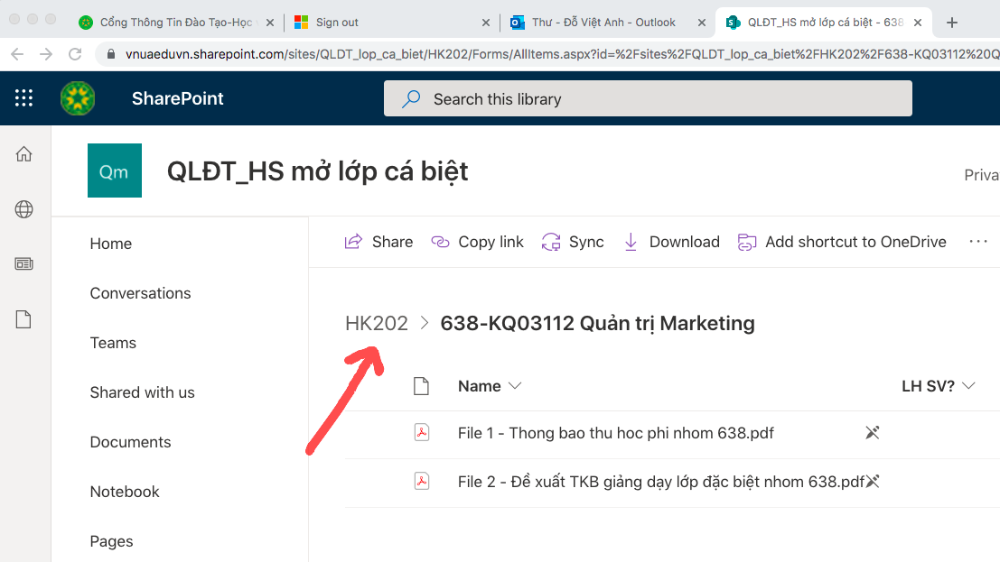 Cổng Thông Tin Đào Tạo-Học
Sign out
Thư - Đỗ Việt Anh - Outlook
QLĐT_HS mở lớp cá biệt - 638
vnuaeduvn.sharepoint.com/sites/QLDT_lop_ca_biet/HK202/Forms/AllItems.aspx?id=%2Fsites%2FQLDT_lop_ca_biet%2FHK202%2F638-KQ03112%20Q
SharePoint
Search this library
Qm
QLĐT_HS mở lớp cá biệt
Priva
Home
Conversations
Teams
Shared with us
Documents
Notebook
Pages
Share
Copy link
Sync
Download
Add shortcut to OneDrive
HK202 > 638-KQ03112 Quản trị Marketing
Name
LH SV?
File 1 - Thong bao thu hoc phi nhom 638.pdf
File 2 - Đề xuất TKB giảng dạy lớp đặc biệt nhom 638.pdf